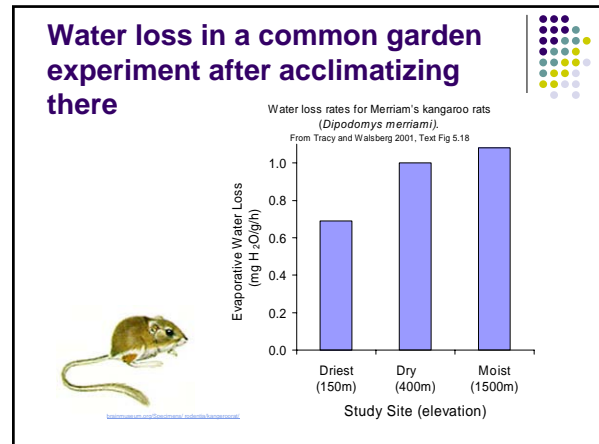 Water loss in a common garden
experiment after acclimatizing
there
Water loss rates for Merriam's kangaroo rats
(Dipodomys merriami).
From Tracy and Walsberg 2001, Text Fig 5.18
Evaporative Water Loss
(mg H2O/g/h)
1.0
0.8
0.6
0.4
0.2
0.0
Driest Dry Moist
(150m) (400m) (1500m)
Study Site (elevation)